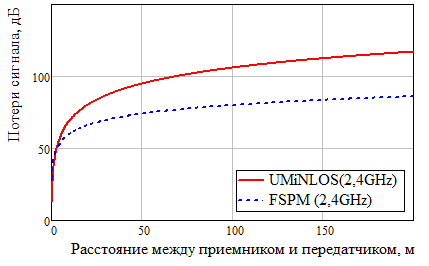 Потери сигнала, дБ
100
50
0
0
50
100
150
UMiNLOS(2,4GHz)
FSPM (2,4GHz)
Расстояние между приемником и передатчиком, м